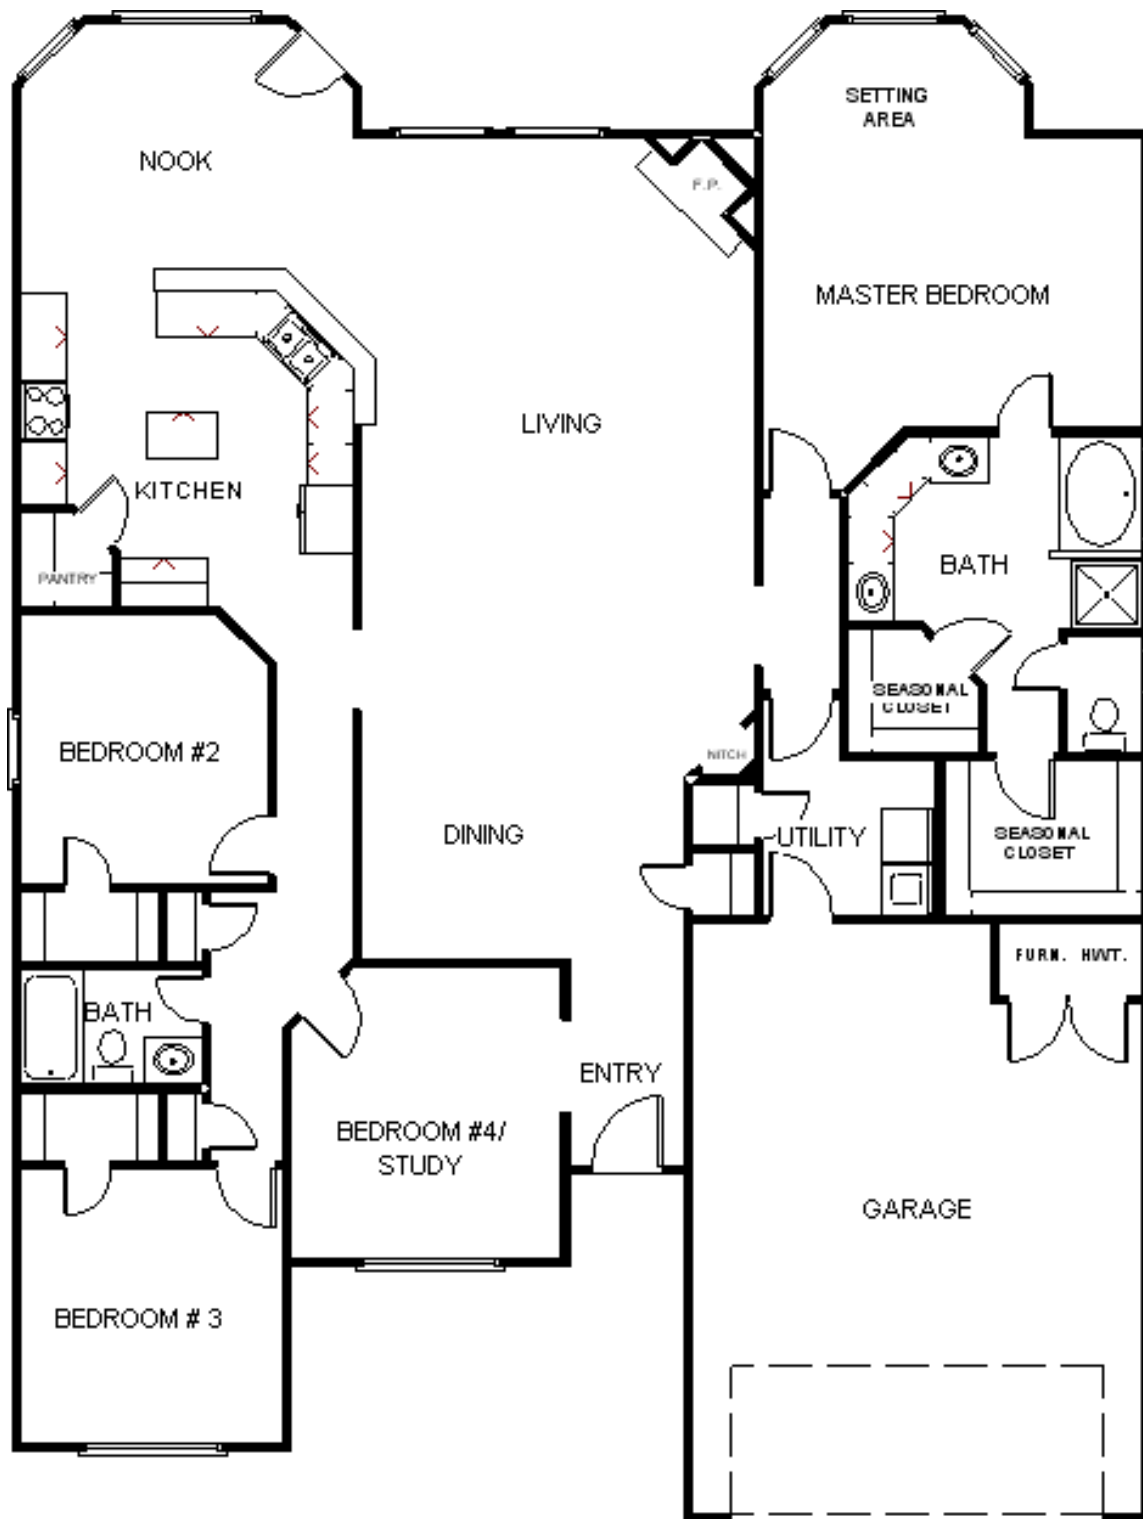 SETTING
AREA
NOOK
F.P.
MASTER BEDROOM
LIVING
KITCHEN
BATH
PANTRY
SEASONAL
CLOSET
BEDROOM #2
NITCH
DINING
UTILITY
SEASONAL
CLOSET
FURN. HWT.
BATH
ENTRY
BEDROOM #4/
STUDY
GARAGE
BEDROOM # 3